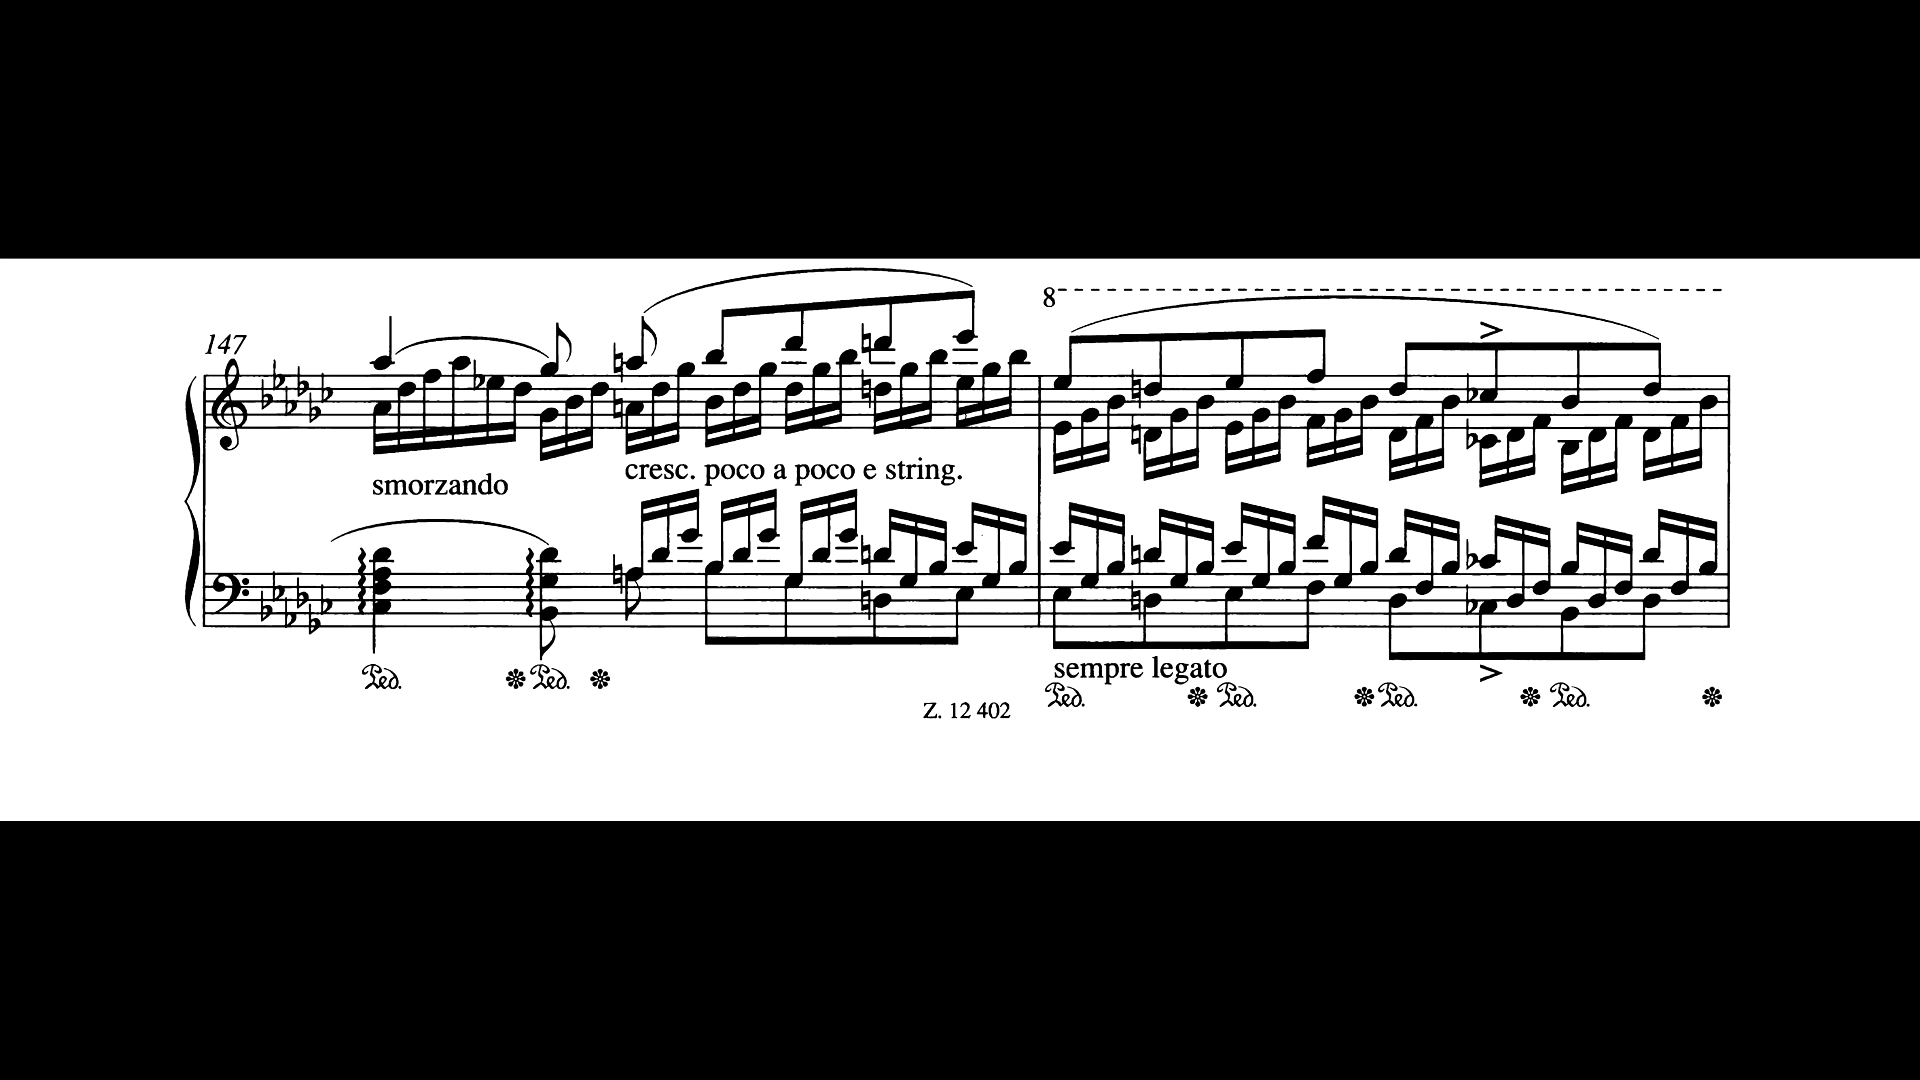 8
147
cresc. poco a poco e string.
smorzando
sempre legato
Ped. Ped. Ped. Ped. Ped. Ped.
Z. 12 402